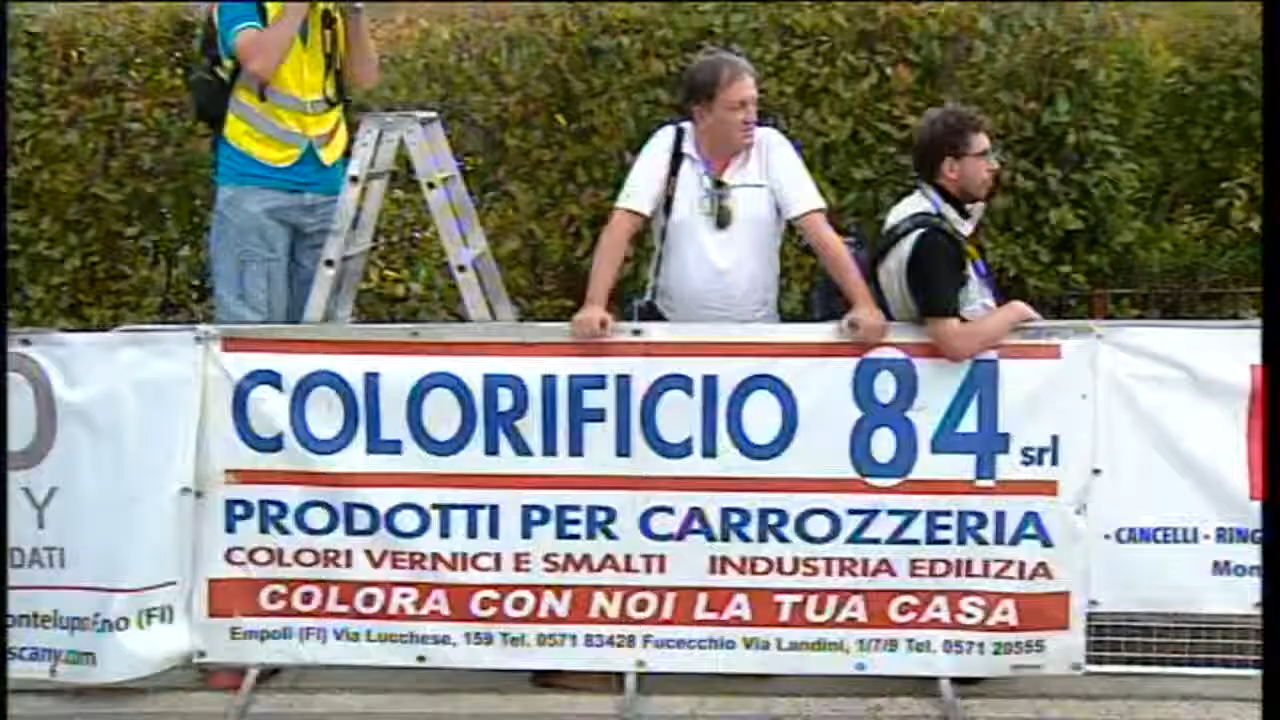 O
Y
DATI
COLORIFICIO 84 srl
PRODOTTI PER CARROZZERIA
COLORI VERNICI E SMALTI INDUSTRIA EDILIZIA
COLORA CON NOI LA TUA CASA
Empoli (FI) Via Lucchese, 159 Tel. 0571 83428 Fucecchio Via Landini, 1/7/9 Tel. 0571 20555
(FI)
- CANCELLI - RING
Mon